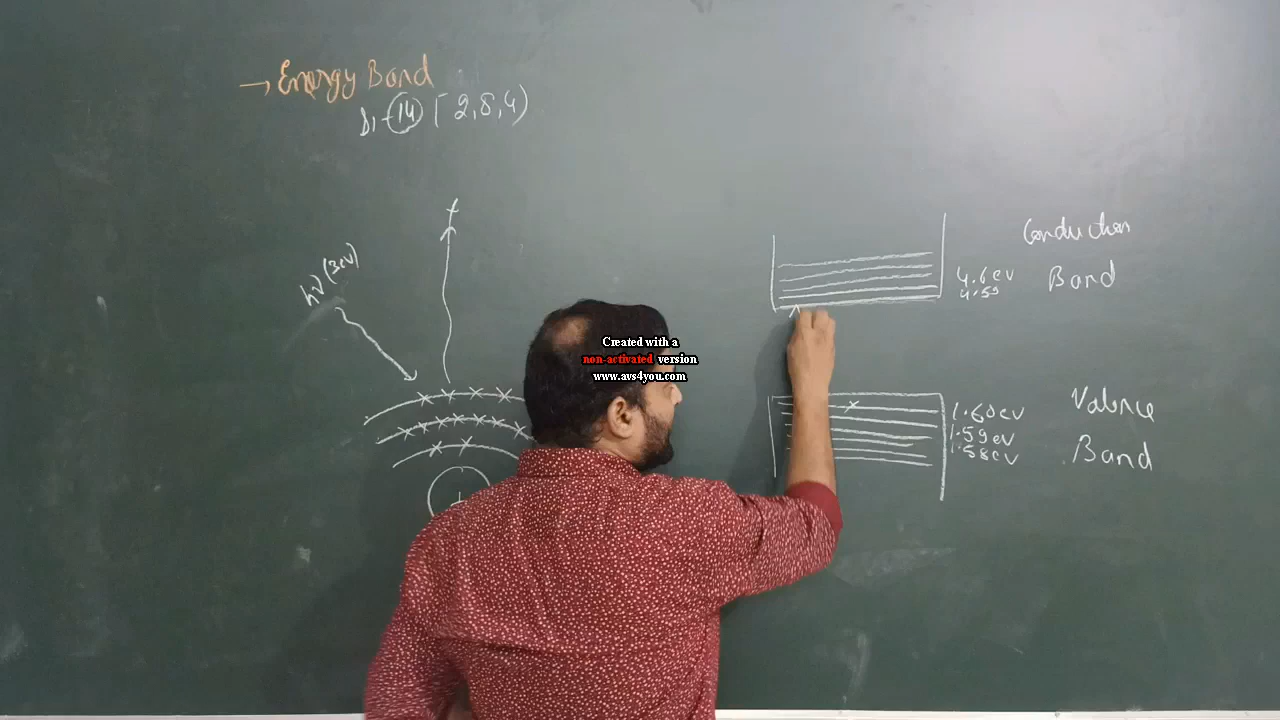 → Energy Band
Si - 14 ( 2,8,4)
hν (3ev)
+
Conduction
Band
4.6 ev
4.59
Valence
Band
1.60 ev
1.59 ev
1.58 ev
Created with a
non-activated version
www.avs4you.com